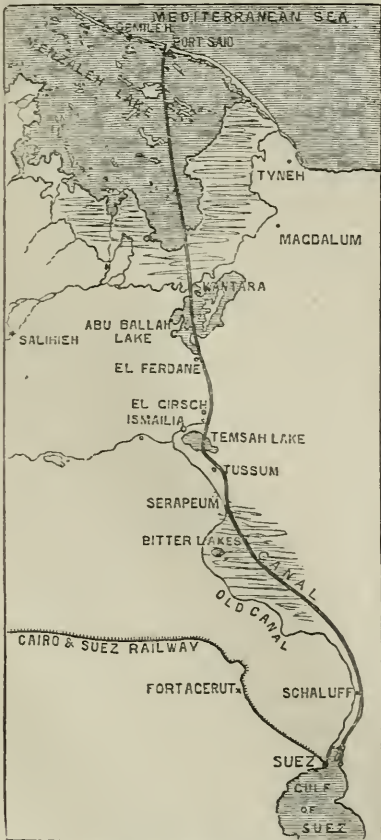 MEDITERRANEAN SEA
GEMILEH
PORT SAID
MENZALEH LAKE
TYNEH
MAGDALUM
KANTARA
ABU BALLAH
LAKE
SALIHIEH
EL FERDANE
EL GIRSCH
ISMAILIA
TEMSAH LAKE
TUSSUM
SERAPEUM
BITTER LAKES
CANAL
OLD CANAL
CAIRO & SUEZ RAILWAY
FORTACERUT
SCHALUFF
SUEZ
GULF
OF
SUEZ